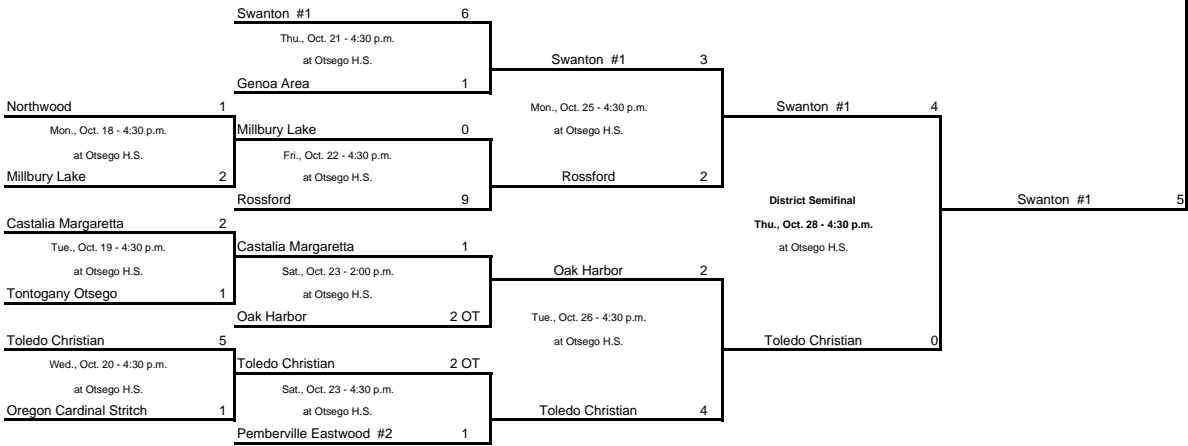 Swanton #1 6
Thu., Oct. 21 - 4:30 p.m.
at Otsego H.S.
Genoa Area 1
Swanton #1 3
Northwood 1
Mon., Oct. 18 - 4:30 p.m.
at Otsego H.S.
Millbury Lake 2
Millbury Lake 0
Fri., Oct. 22 - 4:30 p.m.
at Otsego H.S.
Rossford 9
Mon., Oct. 25 - 4:30 p.m.
at Otsego H.S.
Rossford 2
Swanton #1 4
Castalia Margaretta 2
Tue., Oct. 19 - 4:30 p.m.
at Otsego H.S.
Tontogany Otsego 1
Castalia Margaretta 1
Sat., Oct. 23 - 2:00 p.m.
at Otsego H.S.
Oak Harbor 2 OT
Oak Harbor 2
District Semifinal
Thu., Oct. 28 - 4:30 p.m.
at Otsego H.S.
Swanton #1 5
Toledo Christian 5
Wed., Oct. 20 - 4:30 p.m.
at Otsego H.S.
Oregon Cardinal Stritch 1
Toledo Christian 2 OT
Sat., Oct. 23 - 4:30 p.m.
at Otsego H.S.
Pemberville Eastwood #2 1
Tue., Oct. 26 - 4:30 p.m.
at Otsego H.S.
Toledo Christian 4
Toledo Christian 0